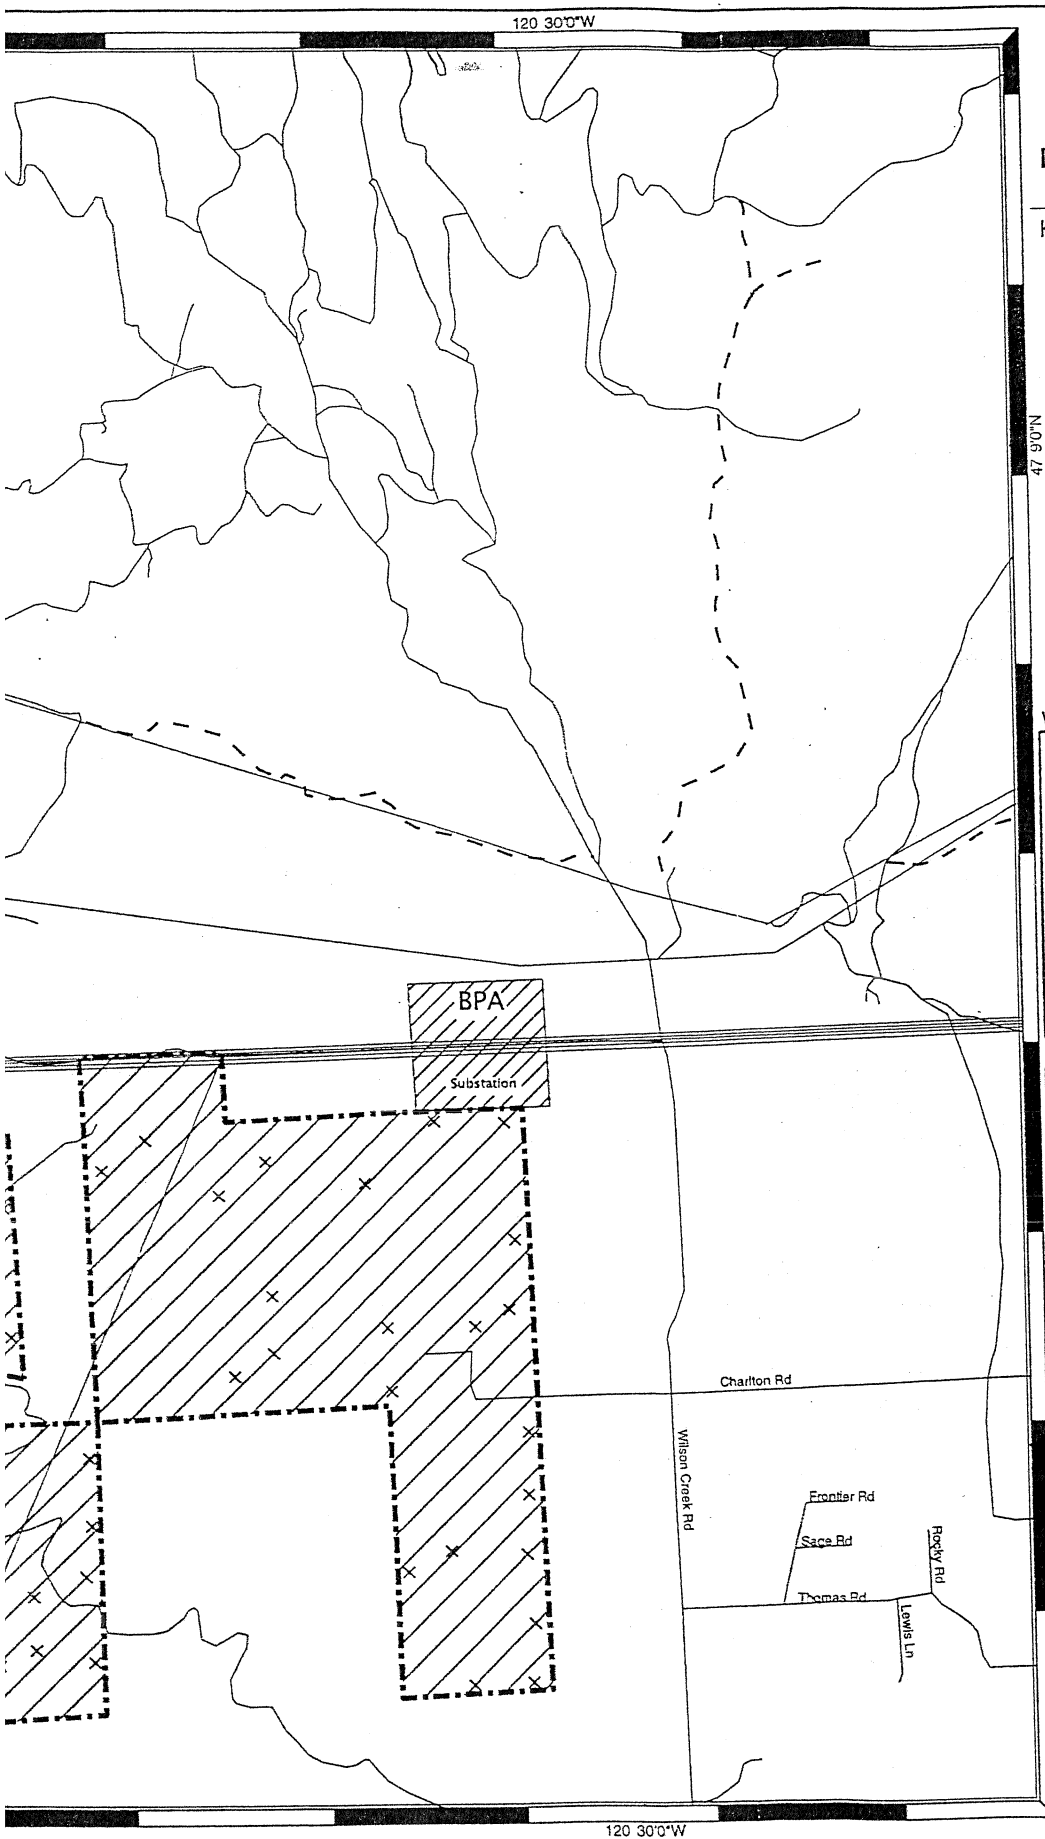 120 30'0"W
47 9'0"N
BPA
Substation
Charlton Rd
Wilson Creek Rd
Frontier Rd
Sage Rd
Rocky Rd
Thomas Rd
Lewis Ln
120 30'0"W